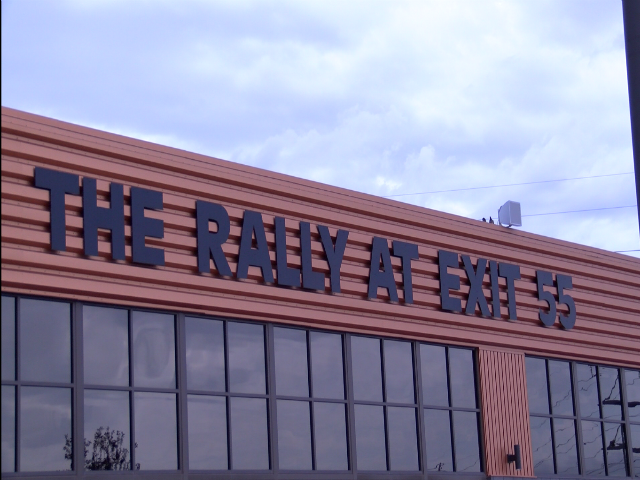 THE RALLY AT EXIT 55